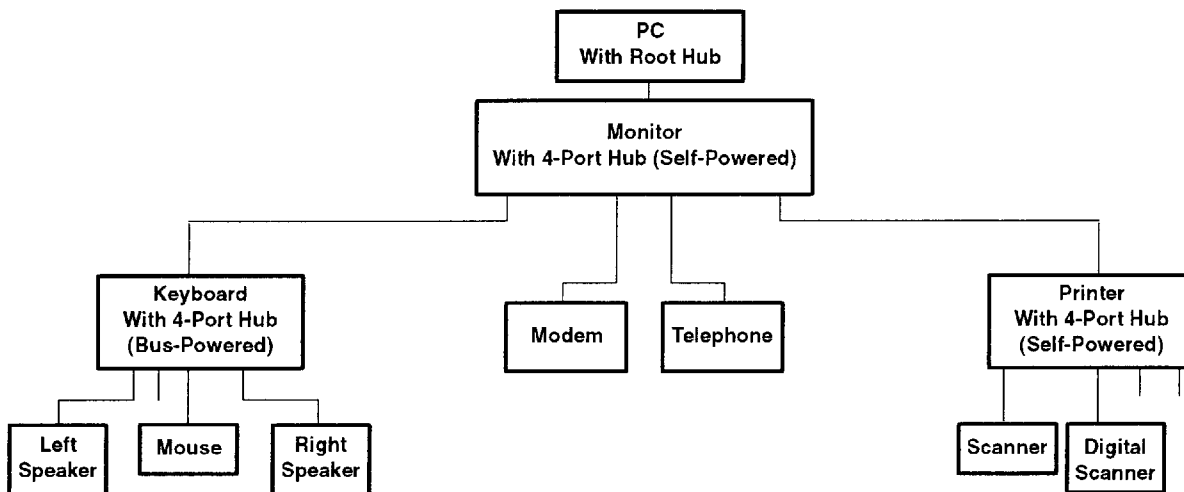 PC
With Root Hub
Monitor
With 4-Port Hub (Self-Powered)
Keyboard
With 4-Port Hub
(Bus-Powered)
Modem
Telephone
Printer
With 4-Port Hub
(Self-Powered)
Left
Speaker
Mouse
Right
Speaker
Scanner
Digital
Scanner